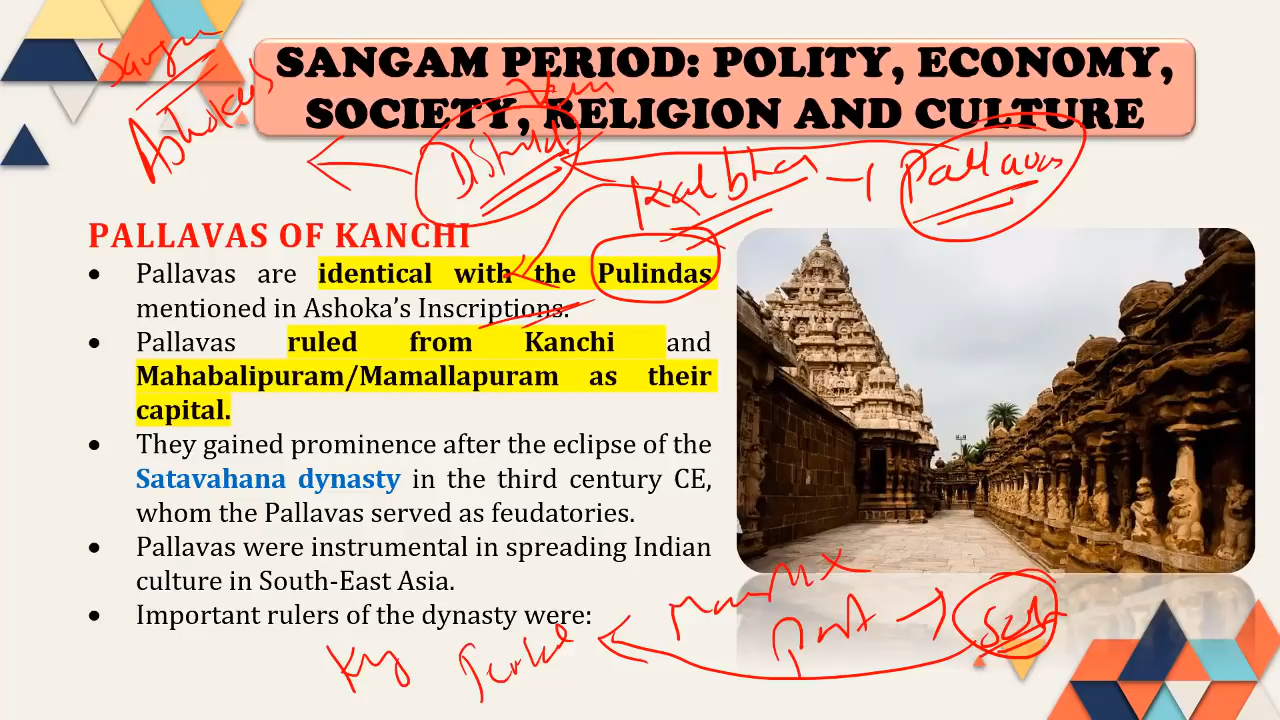 SANGAM PERIOD: POLITY, ECONOMY,
SOCIETY, RELIGION AND CULTURE
Sangam
Ashokas
Kalbhas - Pallavas
PALLAVAS OF KANCHI
• Pallavas are identical with the Pulindas
mentioned in Ashoka's Inscriptions.
• Pallavas ruled from Kanchi and
Mahabalipuram/Mamallapuram as their
capital.
• They gained prominence after the eclipse of the
Satavahana dynasty in the third century CE,
whom the Pallavas served as feudatories.
• Pallavas were instrumental in spreading Indian
culture in South-East Asia.
• Important rulers of the dynasty were: